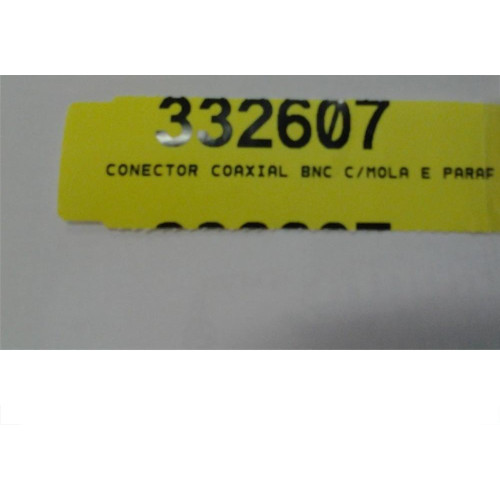 332607
CONECTOR COAXIAL BNC C/MOLA E PARAF